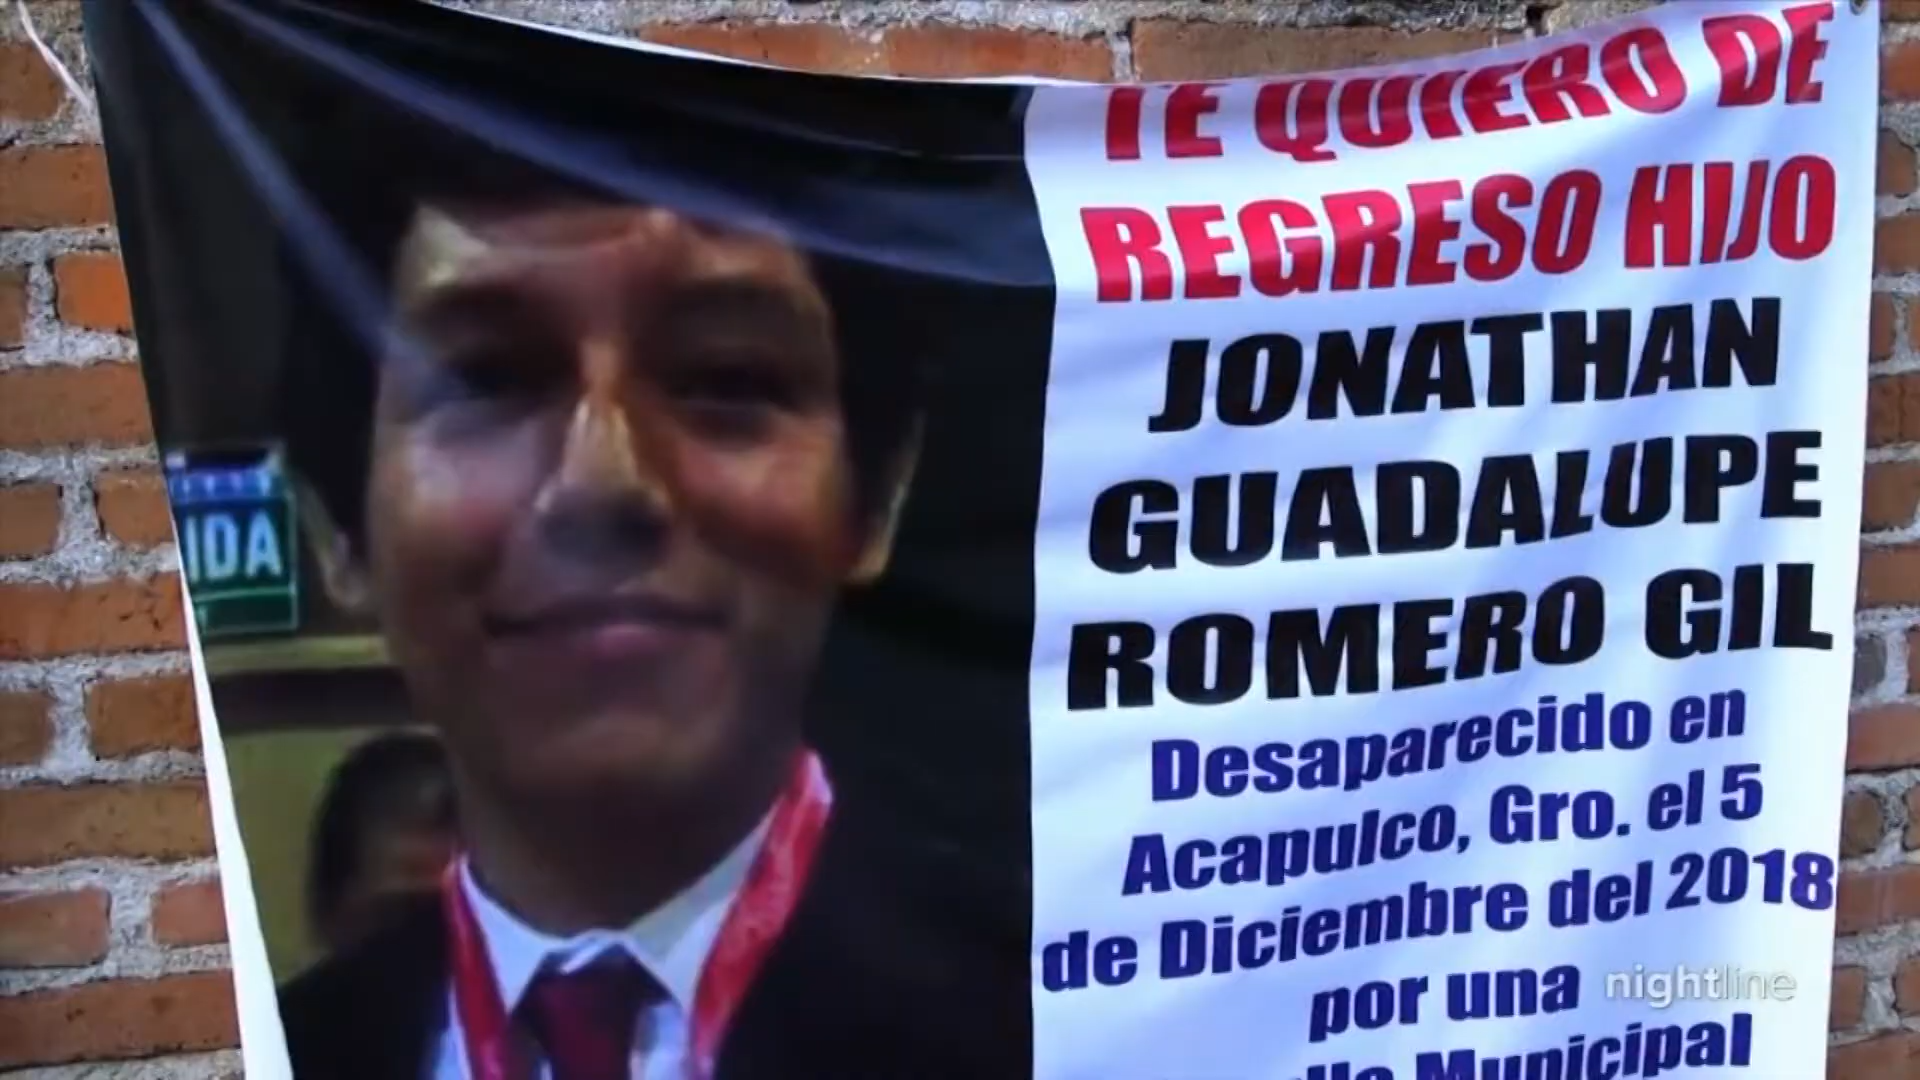 TE QUIERO DE
REGRESO HIJO
JONATHAN
GUADALUPE
ROMERO GIL
Desaparecido en
Acapulco, Gro. el 5
de Diciembre del 2018
por una
Municipal
IDA
nightline